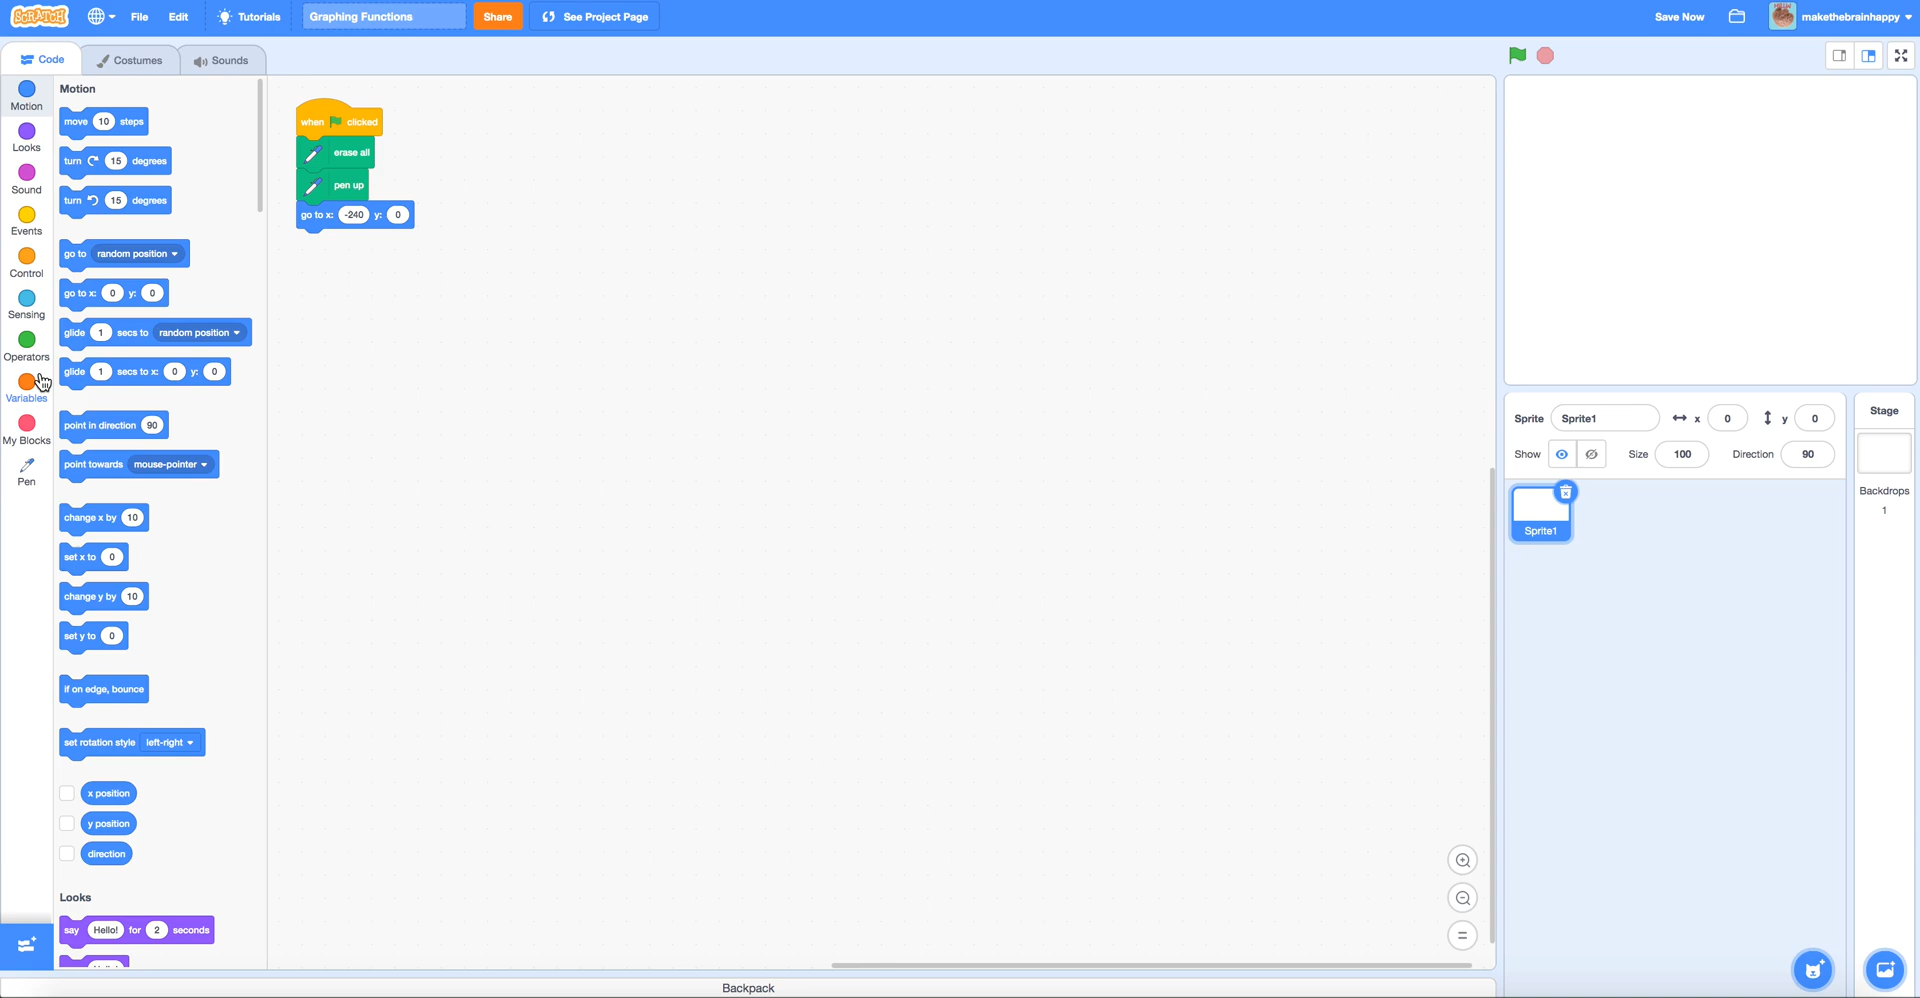 SCRATCH File Edit Tutorials Graphing Functions Share See Project Page Save Now makethebrainhappy
Code Costumes Sounds
Motion
Looks
Sound
Events
Control
Sensing
Operators
Variables
My Blocks
Pen
Motion
move 10 steps
turn 15 degrees
turn 15 degrees
go to random position
go to x: 0 y: 0
glide 1 secs to random position
glide 1 secs to x: 0 y: 0
point in direction 90
point towards mouse-pointer
change x by 10
set x to 0
change y by 10
set y to 0
if on edge, bounce
set rotation style left-right
x position
y position
direction
Looks
say Hello! for 2 seconds
when clicked
erase all
pen up
go to x: -240 y: 0
Backpack
Sprite Sprite1 x 0 y 0
Show Size 100 Direction 90
Sprite1
Stage
Backdrops
1